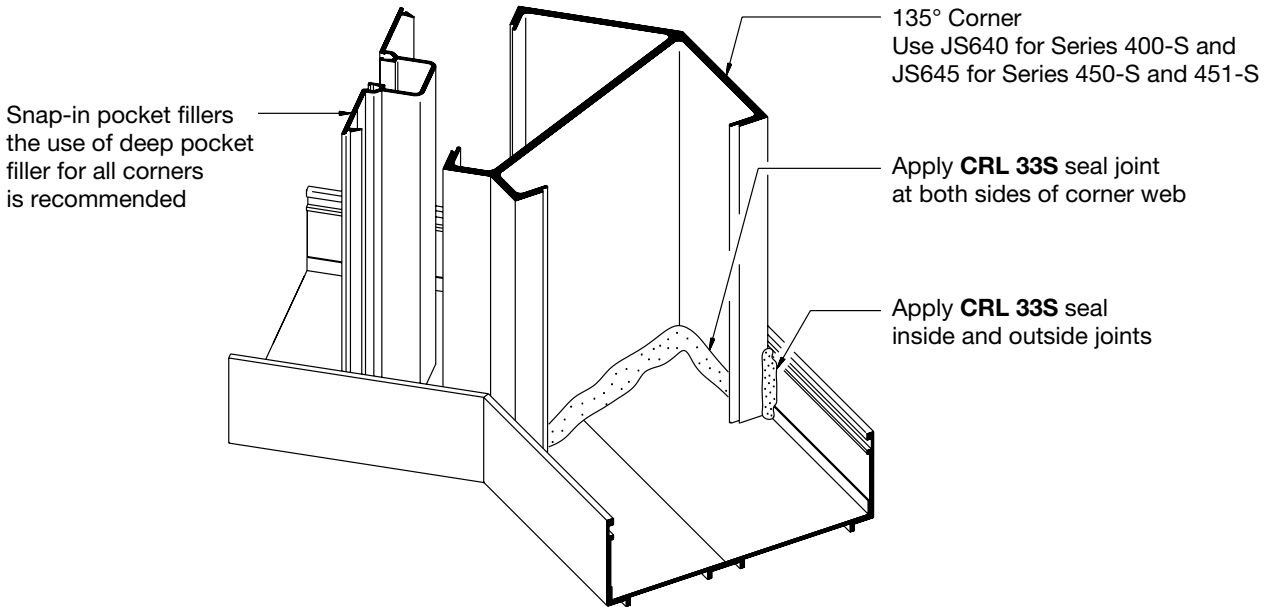 135° Corner
Use JS640 for Series 400-S and
JS645 for Series 450-S and 451-S
Snap-in pocket fillers
the use of deep pocket
filler for all corners
is recommended
Apply CRL 33S seal joint
at both sides of corner web
Apply CRL 33S seal
inside and outside joints